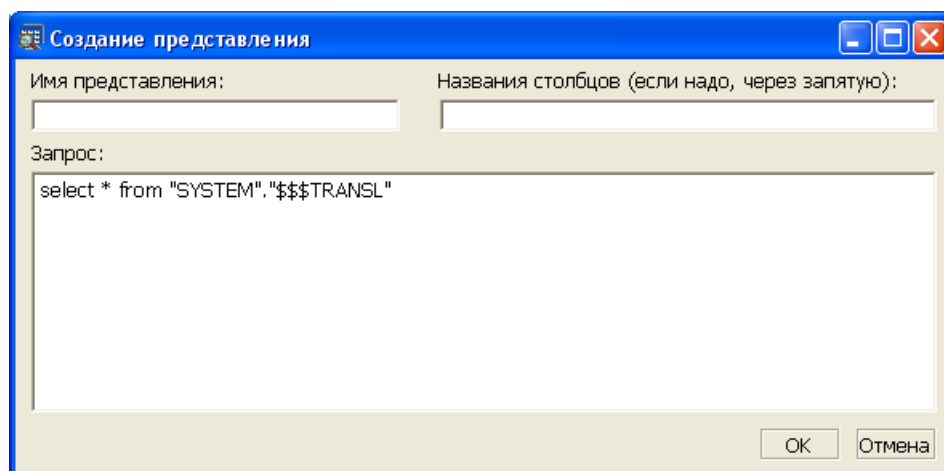 Создание представления
Имя представления:
Названия столбцов (если надо, через запятую):
Запрос:
select * from "SYSTEM"."$$$TRANSL"
OK
Отмена